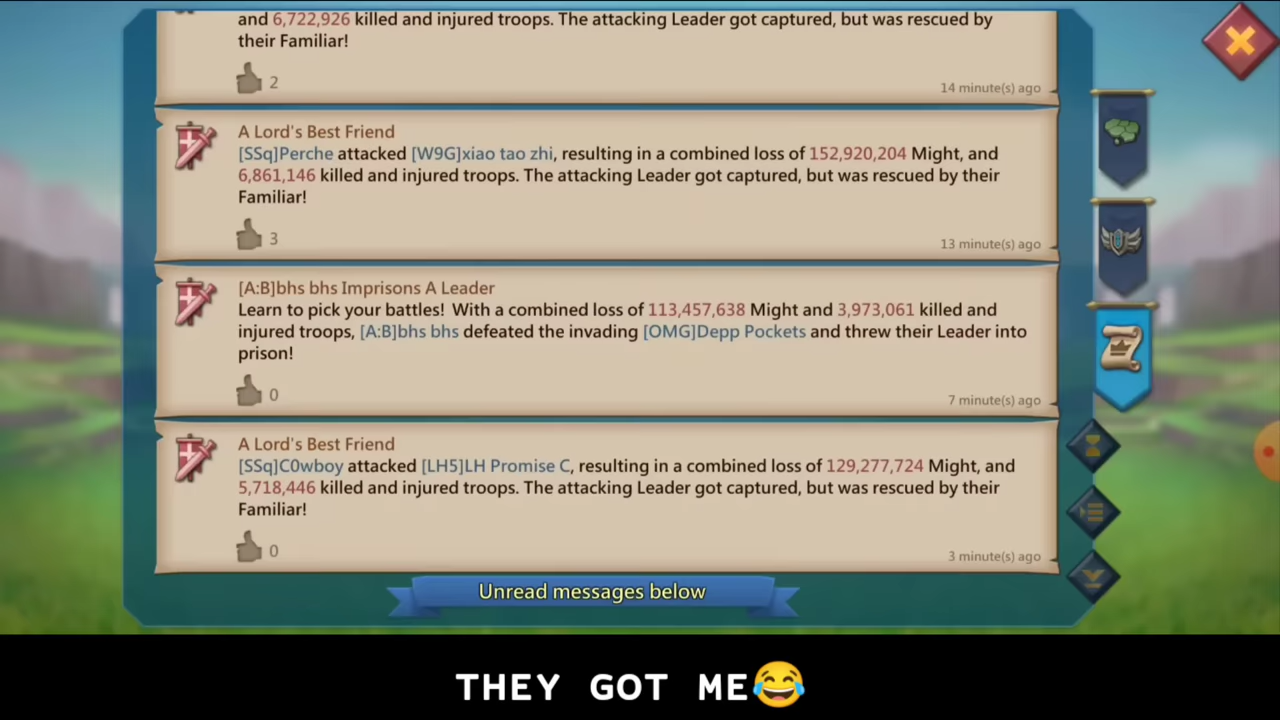 and 6,722,926 killed and injured troops. The attacking Leader got captured, but was rescued by
their Familiar!
2
14 minute(s) ago
A Lord's Best Friend
[SSq]Perche attacked [W9G]xiao tao zhi, resulting in a combined loss of 152,920,204 Might, and
6,861,146 killed and injured troops. The attacking Leader got captured, but was rescued by their
Familiar!
3
13 minute(s) ago
[A:B]bhs bhs Imprisons A Leader
Learn to pick your battles! With a combined loss of 113,457,638 Might and 3,973,061 killed and
injured troops, [A:B]bhs bhs defeated the invading [OMG]Depp Pockets and threw their Leader into
prison!
0
7 minute(s) ago
A Lord's Best Friend
[SSq]C0wboy attacked [LH5]LH Promise C, resulting in a combined loss of 129,277,724 Might, and
5,718,446 killed and injured troops. The attacking Leader got captured, but was rescued by their
Familiar!
0
3 minute(s) ago
Unread messages below
THEY GOT ME😂